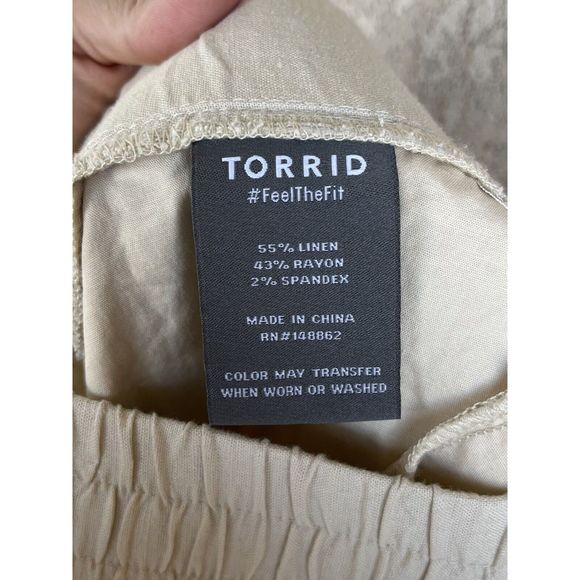 TORRID
#FeelTheFit
55% LINEN
43% RAYON
2% SPANDEX
MADE IN CHINA
RN#148862
COLOR MAY TRANSFER
WHEN WORN OR WASHED